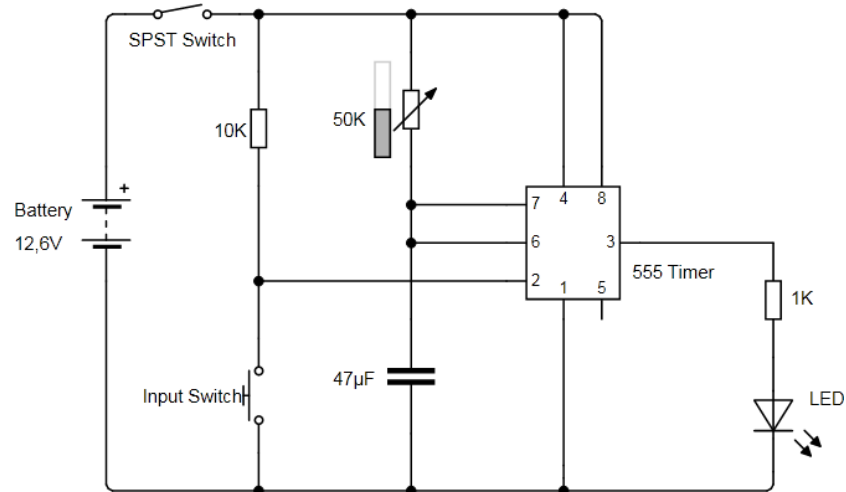 SPST Switch
10K
50K
+
Battery
12,6V
7
4
8
6
3
2
1
5
555 Timer
1K
Input Switch
47µF
LED